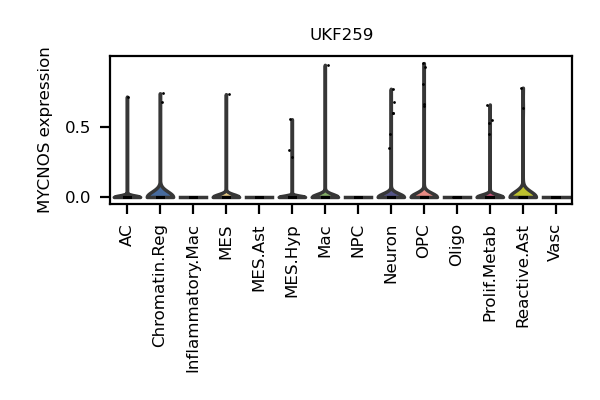 UKF259
MYCNOS expression
0.5
0.0
AC
Chromatin.Reg
Inflammatory.Mac
MES
MES.Ast
MES.Hyp
Mac
NPC
Neuron
OPC
Oligo
Prolif.Metab
Reactive.Ast
Vasc